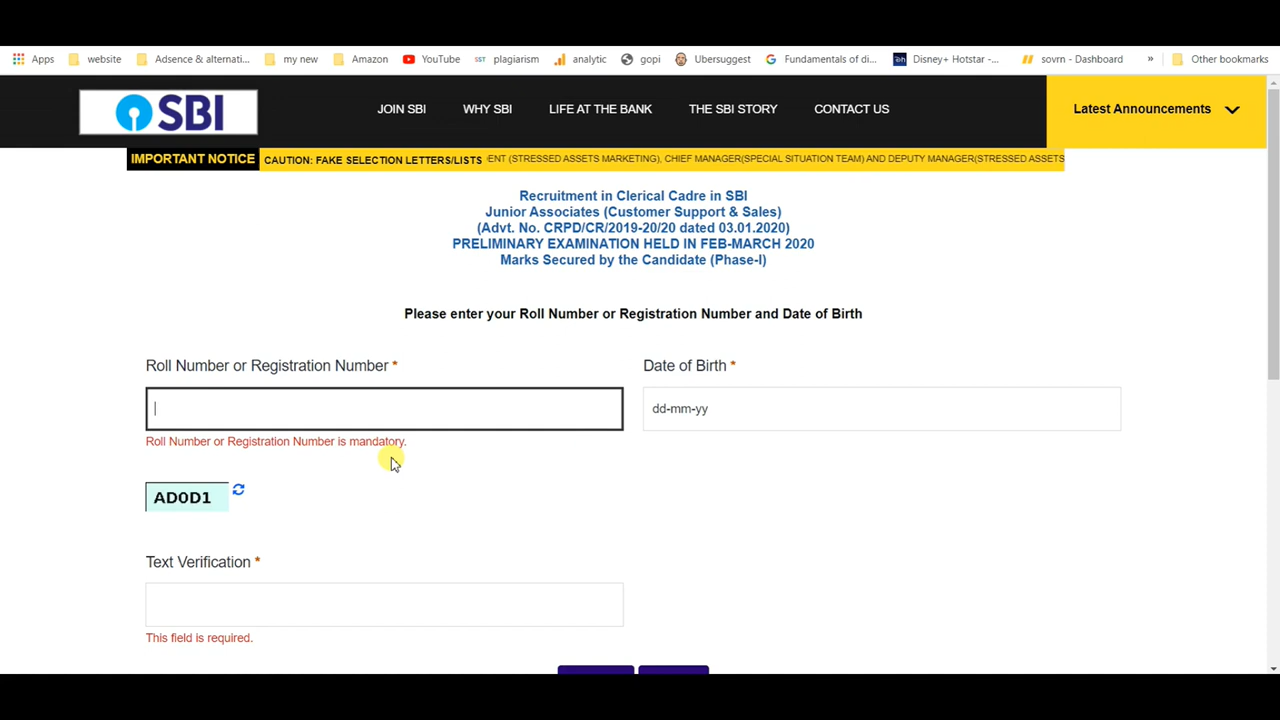 Apps website Adsence & alternati... my new Amazon YouTube SST plagiarism analytic gopi Ubersuggest Fundamentals of di... Disney+ Hotstar -... sovrn - Dashboard » Other bookmarks
SBI JOIN SBI WHY SBI LIFE AT THE BANK THE SBI STORY CONTACT US Latest Announcements
IMPORTANT NOTICE CAUTION: FAKE SELECTION LETTERS/LISTS ENT (STRESSED ASSETS MARKETING), CHIEF MANAGER(SPECIAL SITUATION TEAM) AND DEPUTY MANAGER(STRESSED ASSETS
Recruitment in Clerical Cadre in SBI
Junior Associates (Customer Support & Sales)
(Advt. No. CRPD/CR/2019-20/20 dated 03.01.2020)
PRELIMINARY EXAMINATION HELD IN FEB-MARCH 2020
Marks Secured by the Candidate (Phase-I)
Please enter your Roll Number or Registration Number and Date of Birth
Roll Number or Registration Number * Date of Birth *
dd-mm-yy
Roll Number or Registration Number is mandatory.
AD0D1
Text Verification *
This field is required.